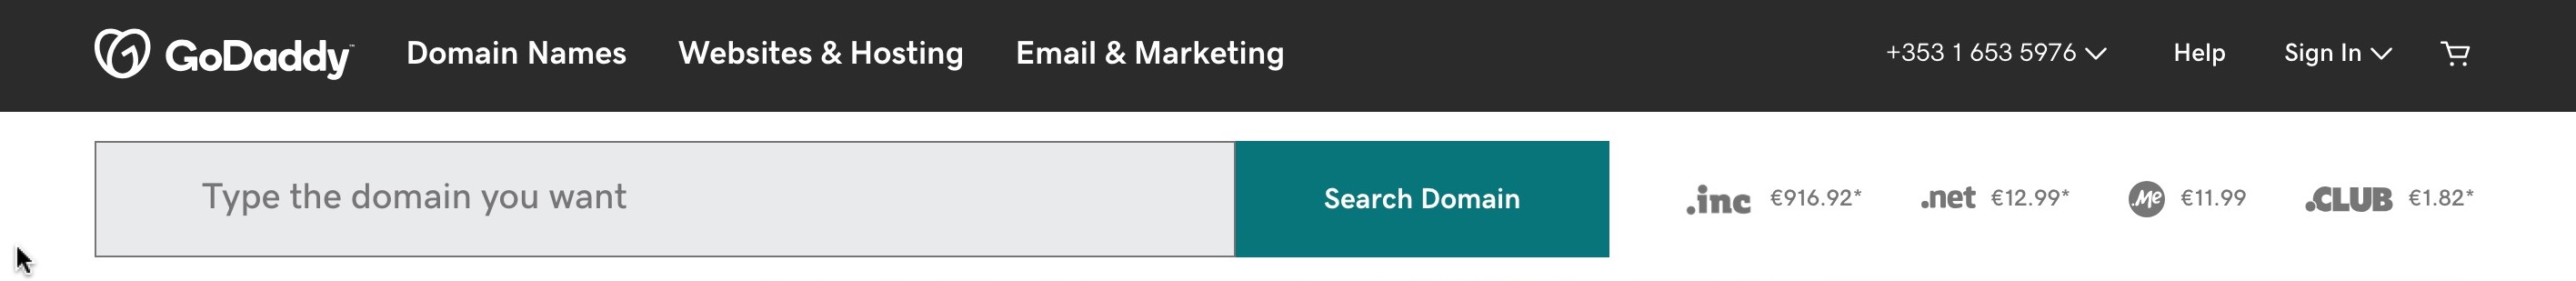 GoDaddy™ Domain Names Websites & Hosting Email & Marketing +353 1 653 5976 Help Sign In
Type the domain you want Search Domain .inc €916.92* .net €12.99* .Me €11.99 .CLUB €1.82*